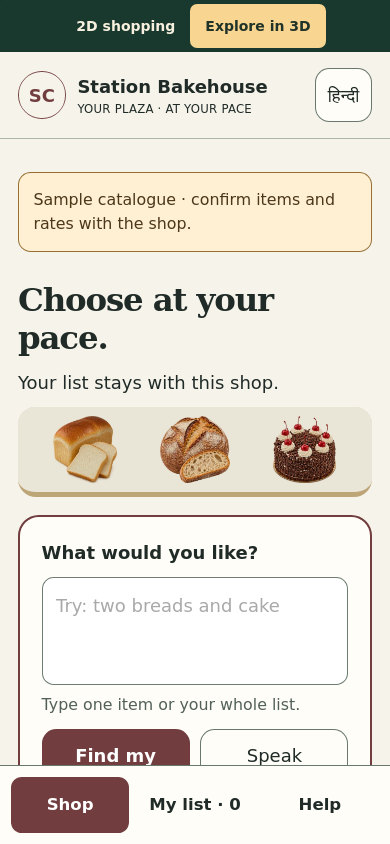 2D shopping
Explore in 3D
SC
Station Bakehouse
YOUR PLAZA · AT YOUR PACE
हिन्दी
Sample catalogue · confirm items and
rates with the shop.
Choose at your
pace.
Your list stays with this shop.
What would you like?
Try: two breads and cake
Type one item or your whole list.
Find my
Speak
Shop
My list · 0
Help